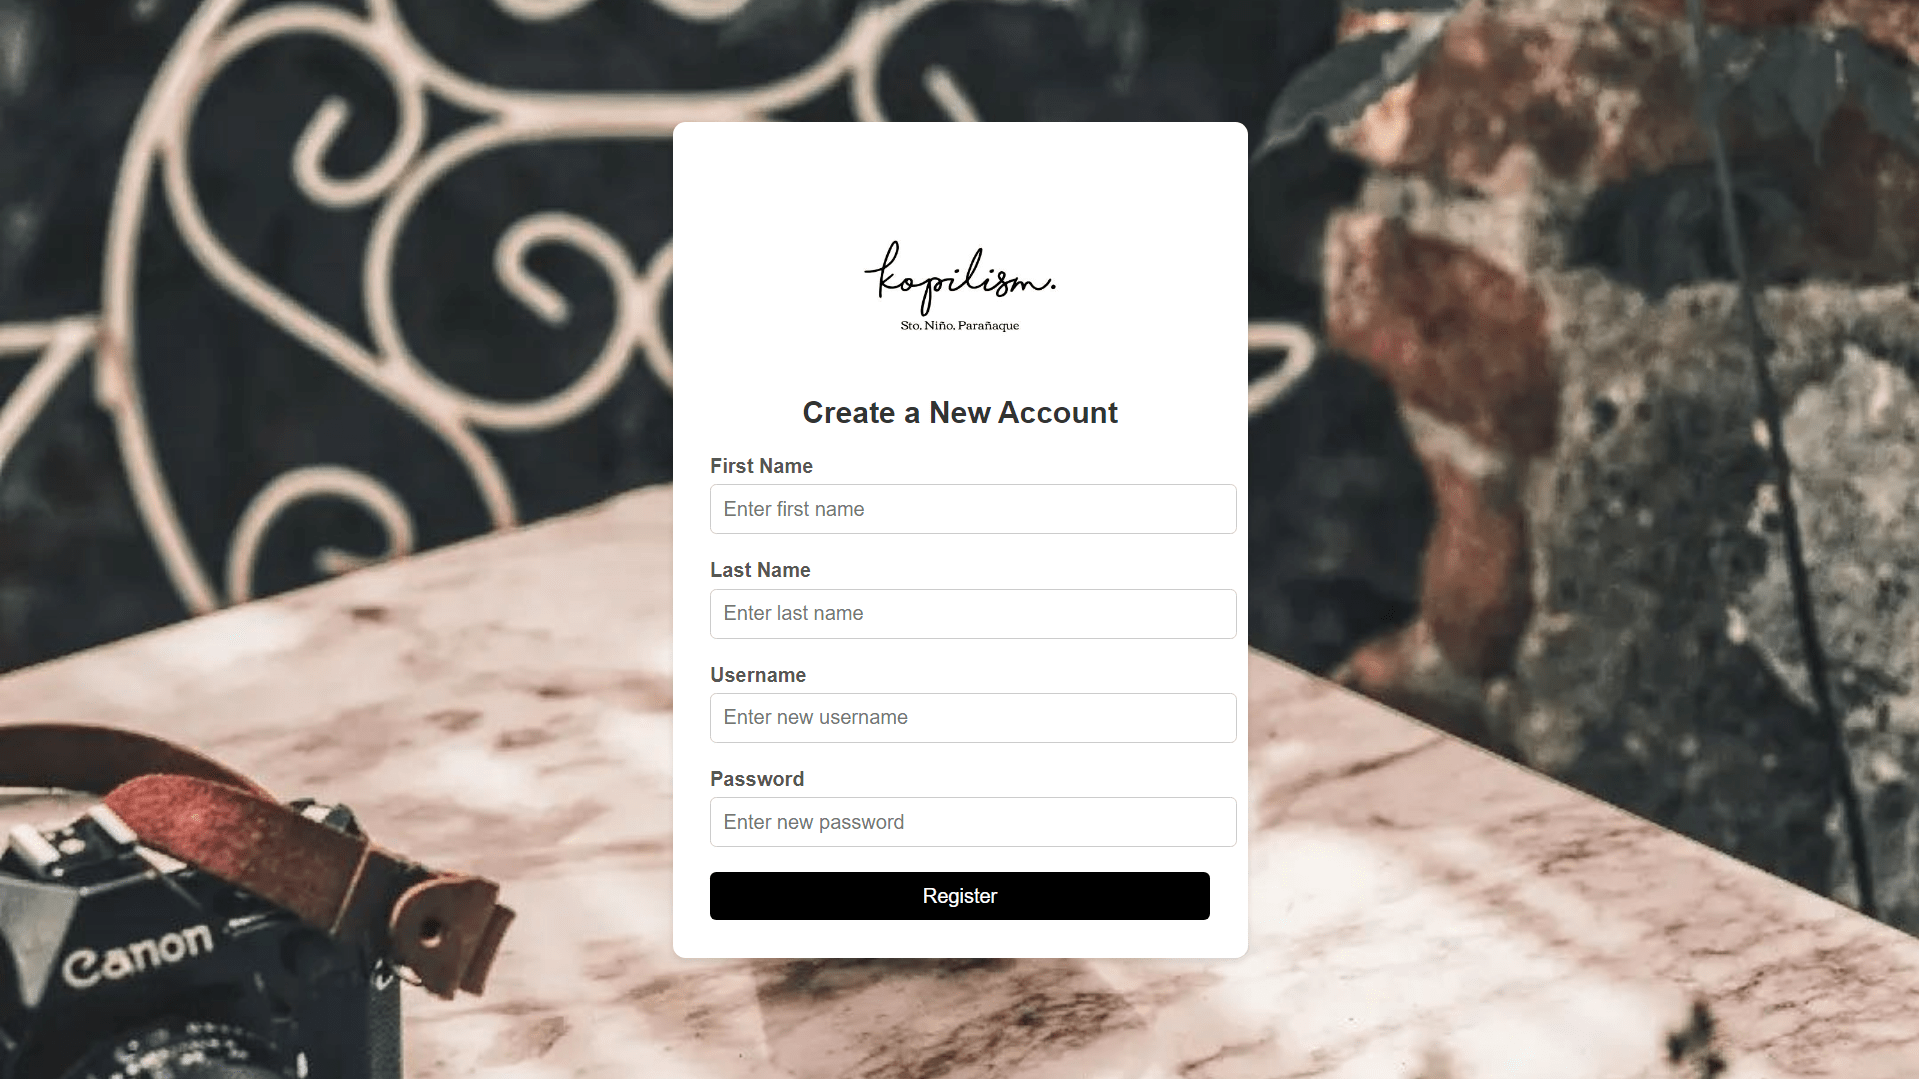 kopilism.
Sto. Niño, Parañaque
Create a New Account
First Name
Enter first name
Last Name
Enter last name
Username
Enter new username
Password
Enter new password
Register
Canon